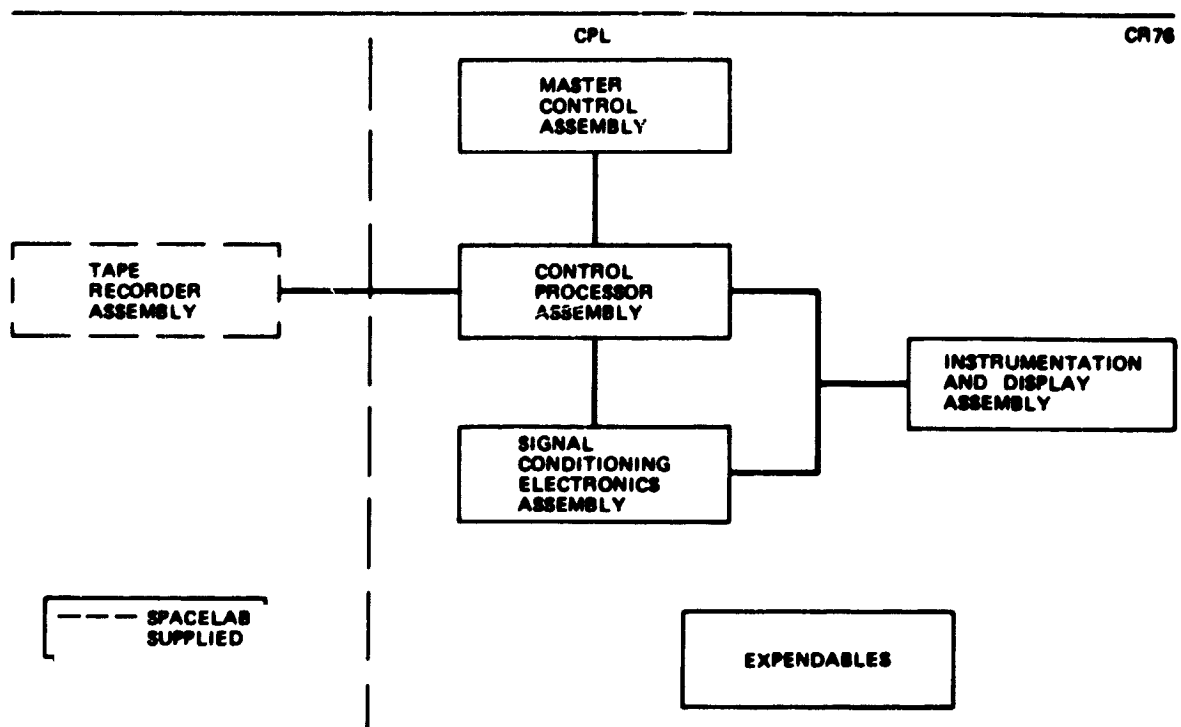 CPL
CR76
MASTER
CONTROL
ASSEMBLY
TAPE
RECORDER
ASSEMBLY
CONTROL
PROCESSOR
ASSEMBLY
INSTRUMENTATION
AND DISPLAY
ASSEMBLY
SIGNAL
CONDITIONING
ELECTRONICS
ASSEMBLY
SPACELAB
SUPPLIED
EXPENDABLES